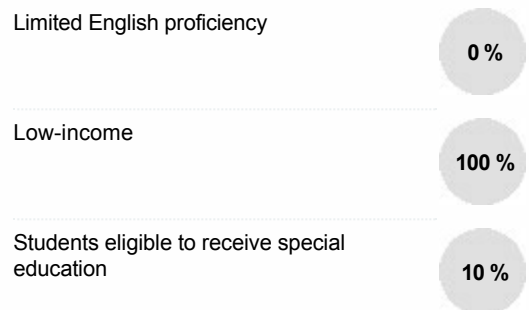 Limited English proficiency
0 %
Low-income
100 %
Students eligible to receive special
education
10 %